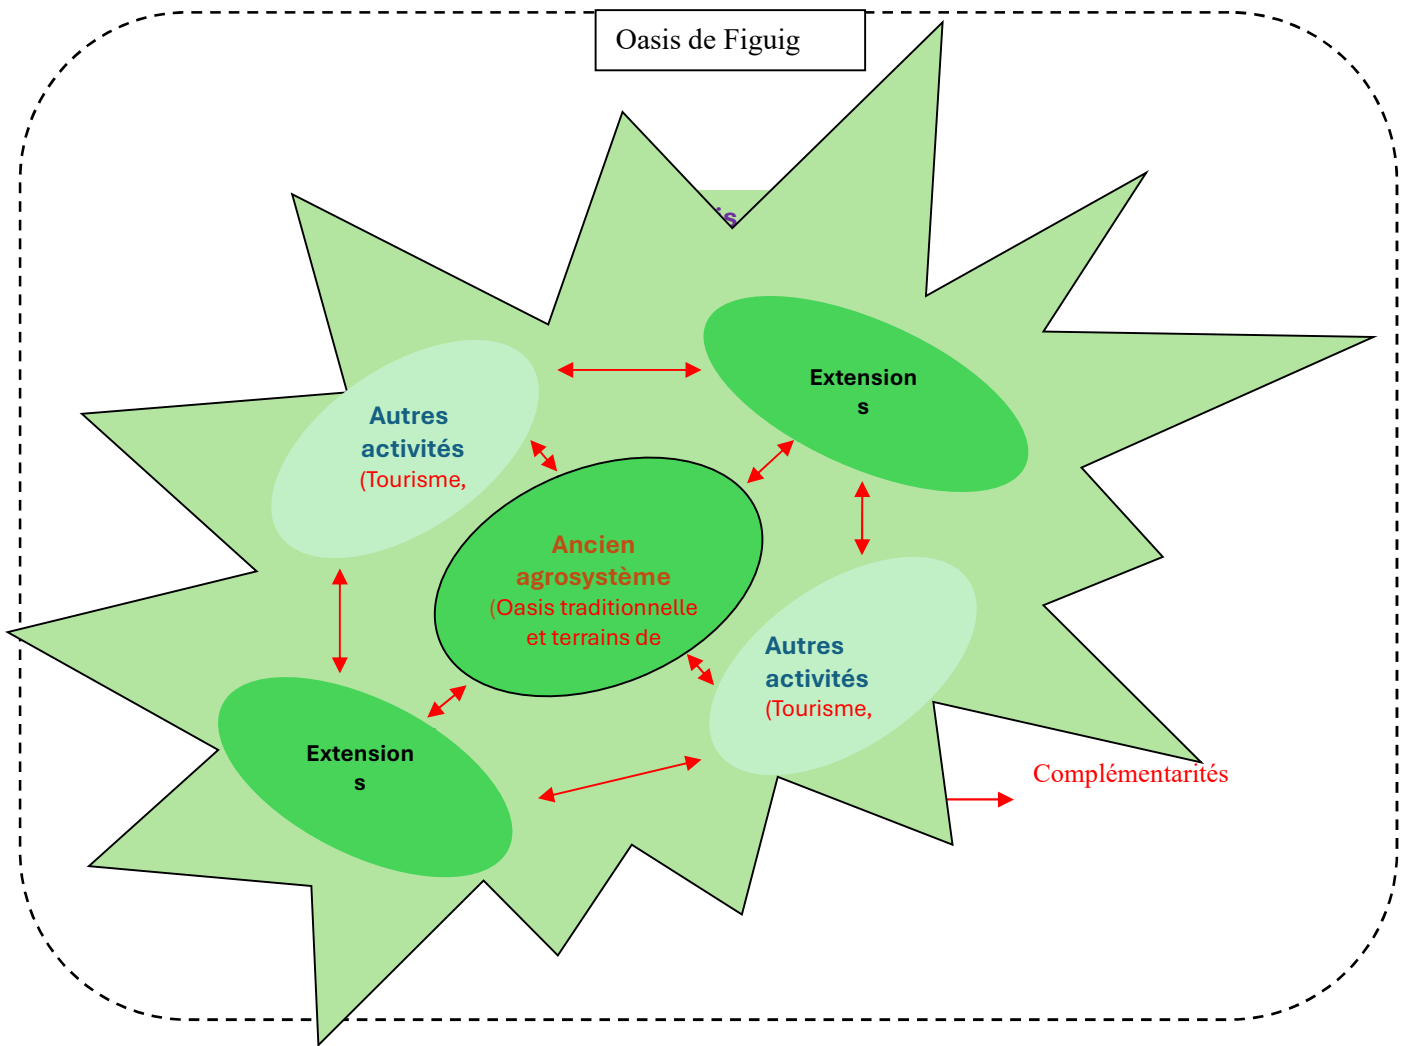 Oasis de Figuig
Extension
s
Autres
activités
(Tourisme,
Ancien
agrosystème
(Oasis traditionnelle
et terrains de
Autres
activités
(Tourisme,
Extension
s
Complémentarités